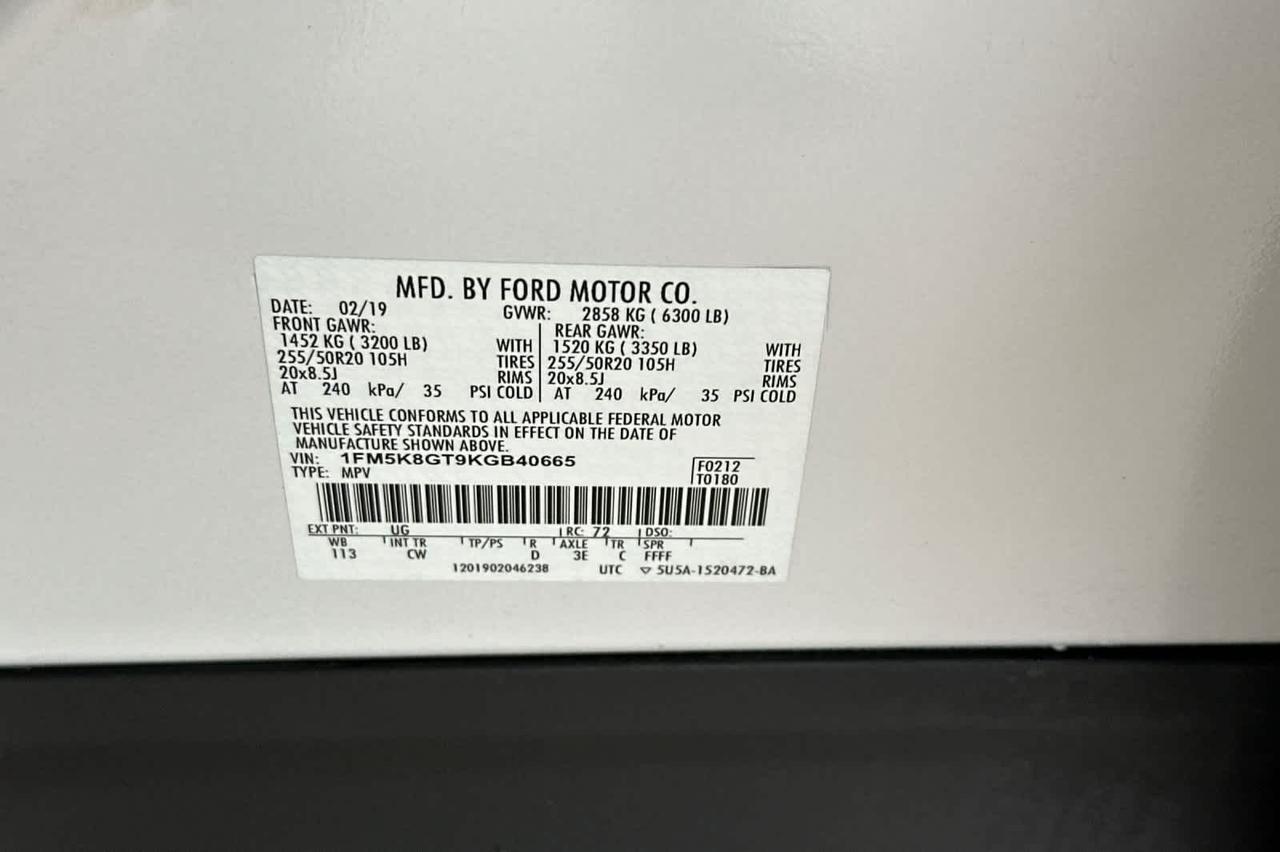 MFD. BY FORD MOTOR CO.
DATE: 02/19 GVWR: 2858 KG ( 6300 LB)
FRONT GAWR: REAR GAWR:
1452 KG ( 3200 LB) WITH 1520 KG ( 3350 LB) WITH
255/50R20 105H TIRES 255/50R20 105H TIRES
20x8.5J RIMS 20x8.5J RIMS
AT 240 kPa/ 35 PSI COLD AT 240 kPa/ 35 PSI COLD
THIS VEHICLE CONFORMS TO ALL APPLICABLE FEDERAL MOTOR
VEHICLE SAFETY STANDARDS IN EFFECT ON THE DATE OF
MANUFACTURE SHOWN ABOVE.
VIN: 1FM5K8GT9KGB40665 F0212
TYPE: MPV T0180
EXT PNT: UG RC: 72 DSO:
WB INT TR TP/PS R AXLE TR SPR
113 CW D 3E C FFFF
1201902046238 UTC ▽ 5U5A-1520472-BA